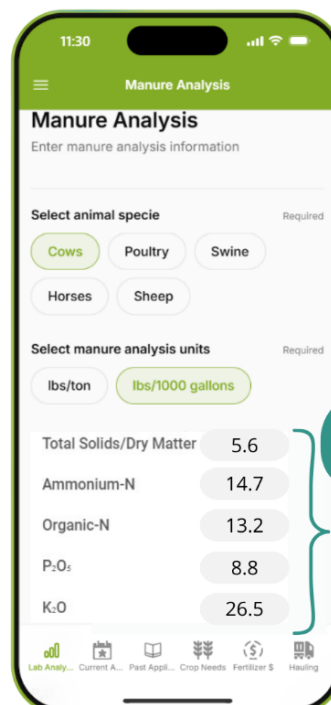 11:30
Manure Analysis
Manure Analysis
Enter manure analysis information
Select animal specie Required
Cows Poultry Swine
Horses Sheep
Select manure analysis units Required
lbs/ton lbs/1000 gallons
Total Solids/Dry Matter 5.6
Ammonium-N 14.7
Organic-N 13.2
P₂O₅ 8.8
K₂O 26.5
Lab Analy... Current A... Past Appli... Crop Needs Fertilizer $ Hauling